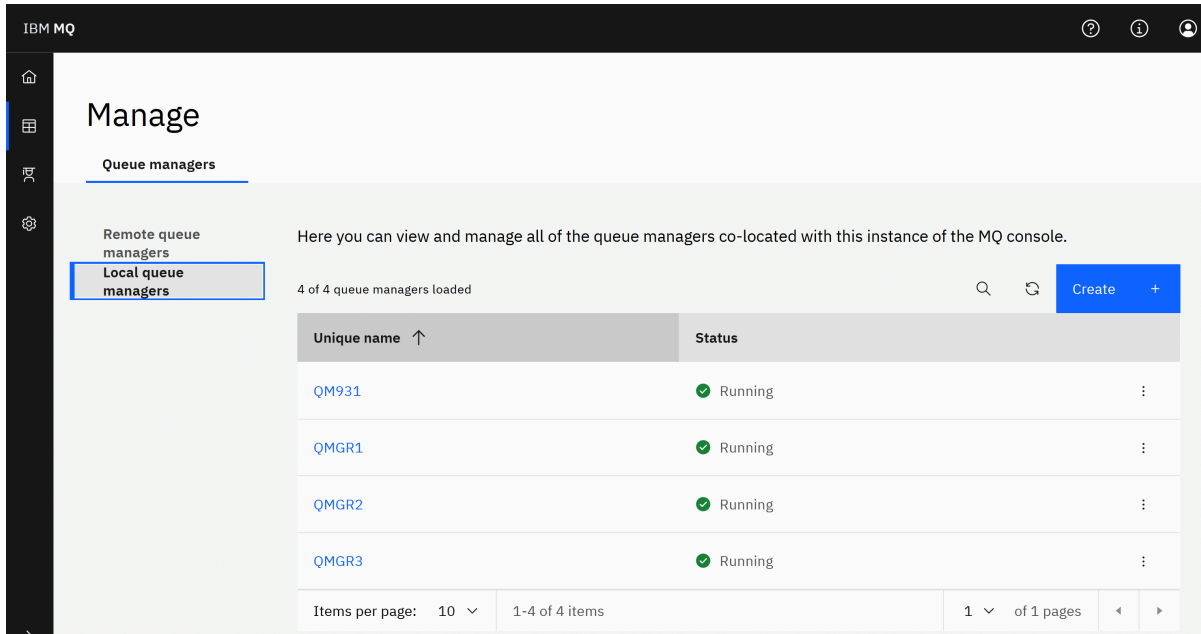 IBM MQ
Manage
Queue managers
Remote queue
managers
Local queue
managers
Here you can view and manage all of the queue managers co-located with this instance of the MQ console.
4 of 4 queue managers loaded
Create +
Unique name ↑ Status
QM931 Running
QMGR1 Running
QMGR2 Running
QMGR3 Running
Items per page: 10 1-4 of 4 items 1 of 1 pages